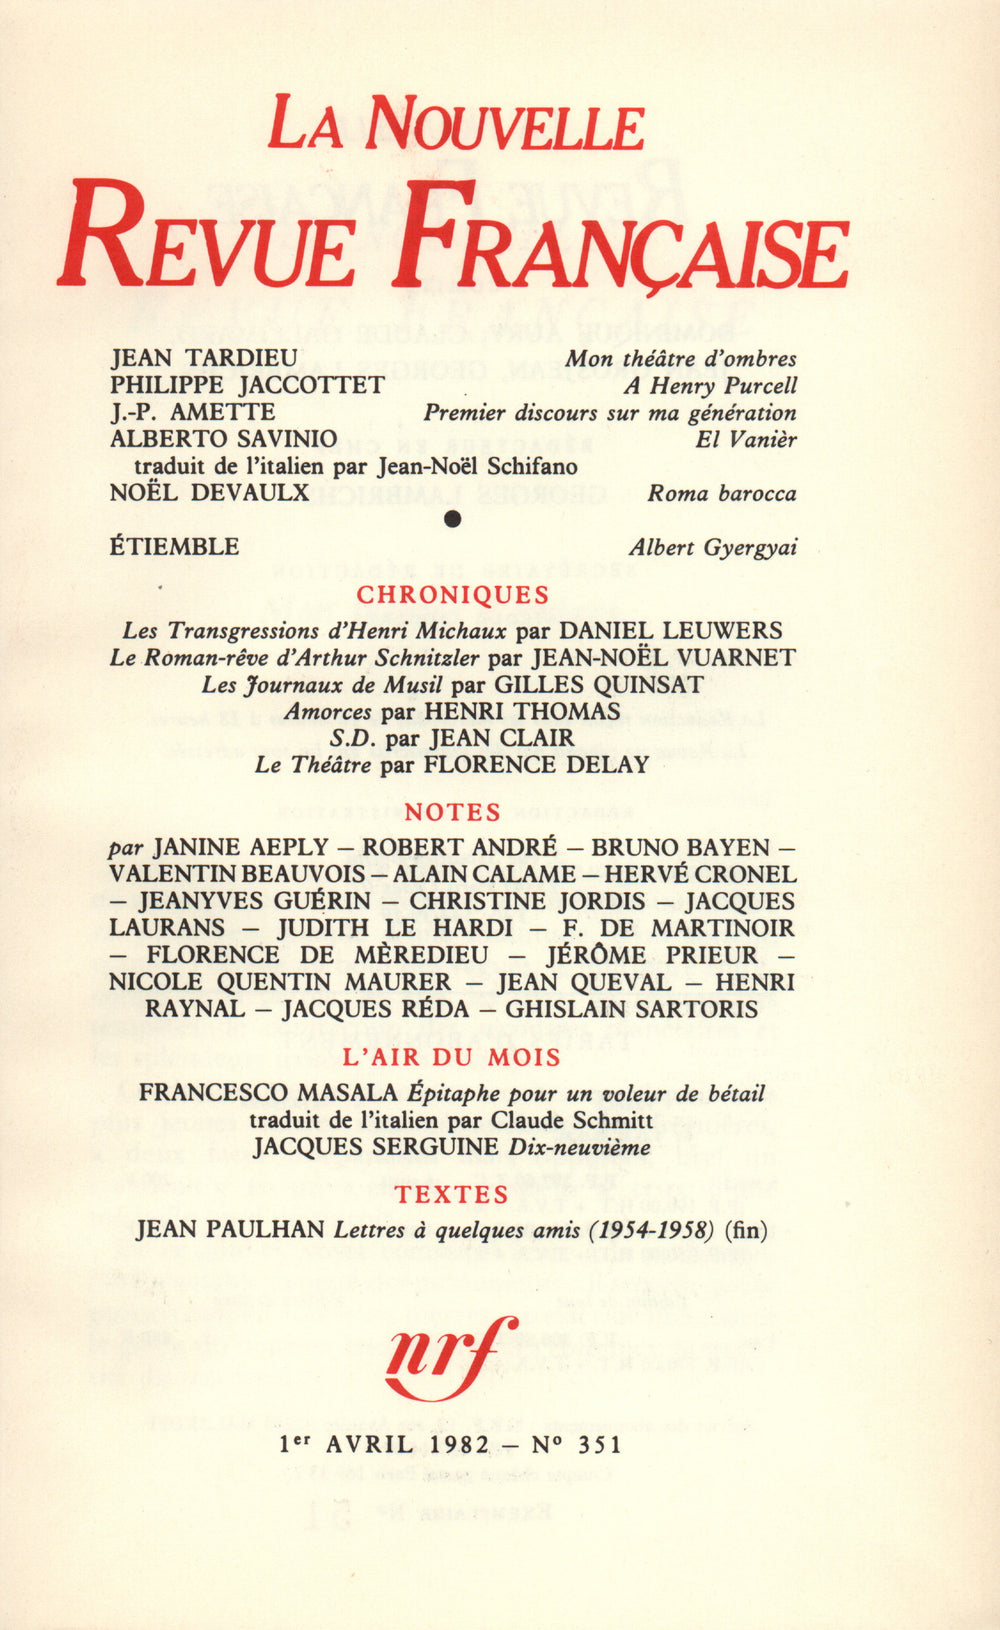 LA NOUVELLE
REVUE FRANÇAISE
JEAN TARDIEU Mon théâtre d'ombres
PHILIPPE JACCOTTET A Henry Purcell
J.-P. AMETTE Premier discours sur ma génération
ALBERTO SAVINIO El Vanièr
traduit de l'italien par Jean-Noël Schifano
NOËL DEVAULX Roma barocca
●
ÉTIEMBLE Albert Gyergyai
CHRONIQUES
Les Transgressions d'Henri Michaux par DANIEL LEUWERS
Le Roman-rêve d'Arthur Schnitzler par JEAN-NOËL VUARNET
Les Journaux de Musil par GILLES QUINSAT
Amorces par HENRI THOMAS
S.D. par JEAN CLAIR
Le Théâtre par FLORENCE DELAY
NOTES
par JANINE AEPLY – ROBERT ANDRÉ – BRUNO BAYEN –
VALENTIN BEAUVOIS – ALAIN CALAME – HERVÉ CRONEL
– JEANYVES GUÉRIN – CHRISTINE JORDIS – JACQUES
LAURANS – JUDITH LE HARDI – F. DE MARTINOIR
– FLORENCE DE MÈREDIEU – JÉRÔME PRIEUR –
NICOLE QUENTIN MAURER – JEAN QUEVAL – HENRI
RAYNAL – JACQUES RÉDA – GHISLAIN SARTORIS
L'AIR DU MOIS
FRANCESCO MASALA Épitaphe pour un voleur de bétail
traduit de l'italien par Claude Schmitt
JACQUES SERGUINE Dix-neuvième
TEXTES
JEAN PAULHAN Lettres à quelques amis (1954-1958) (fin)
nrf
1er AVRIL 1982 – No 351